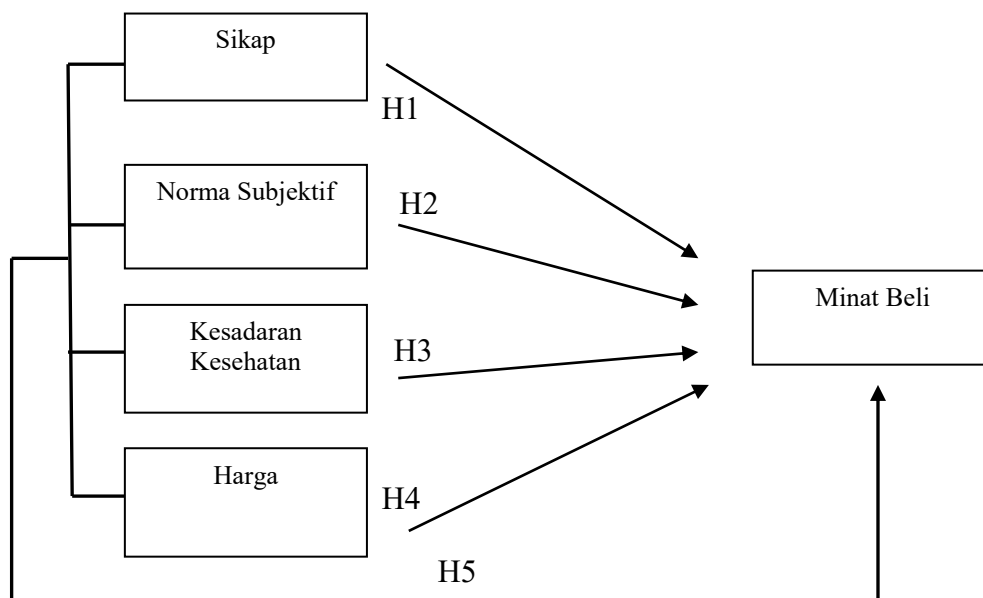 Sikap
H1
Norma Subjektif
H2
Minat Beli
Kesadaran
Kesehatan
H3
Harga
H4
H5